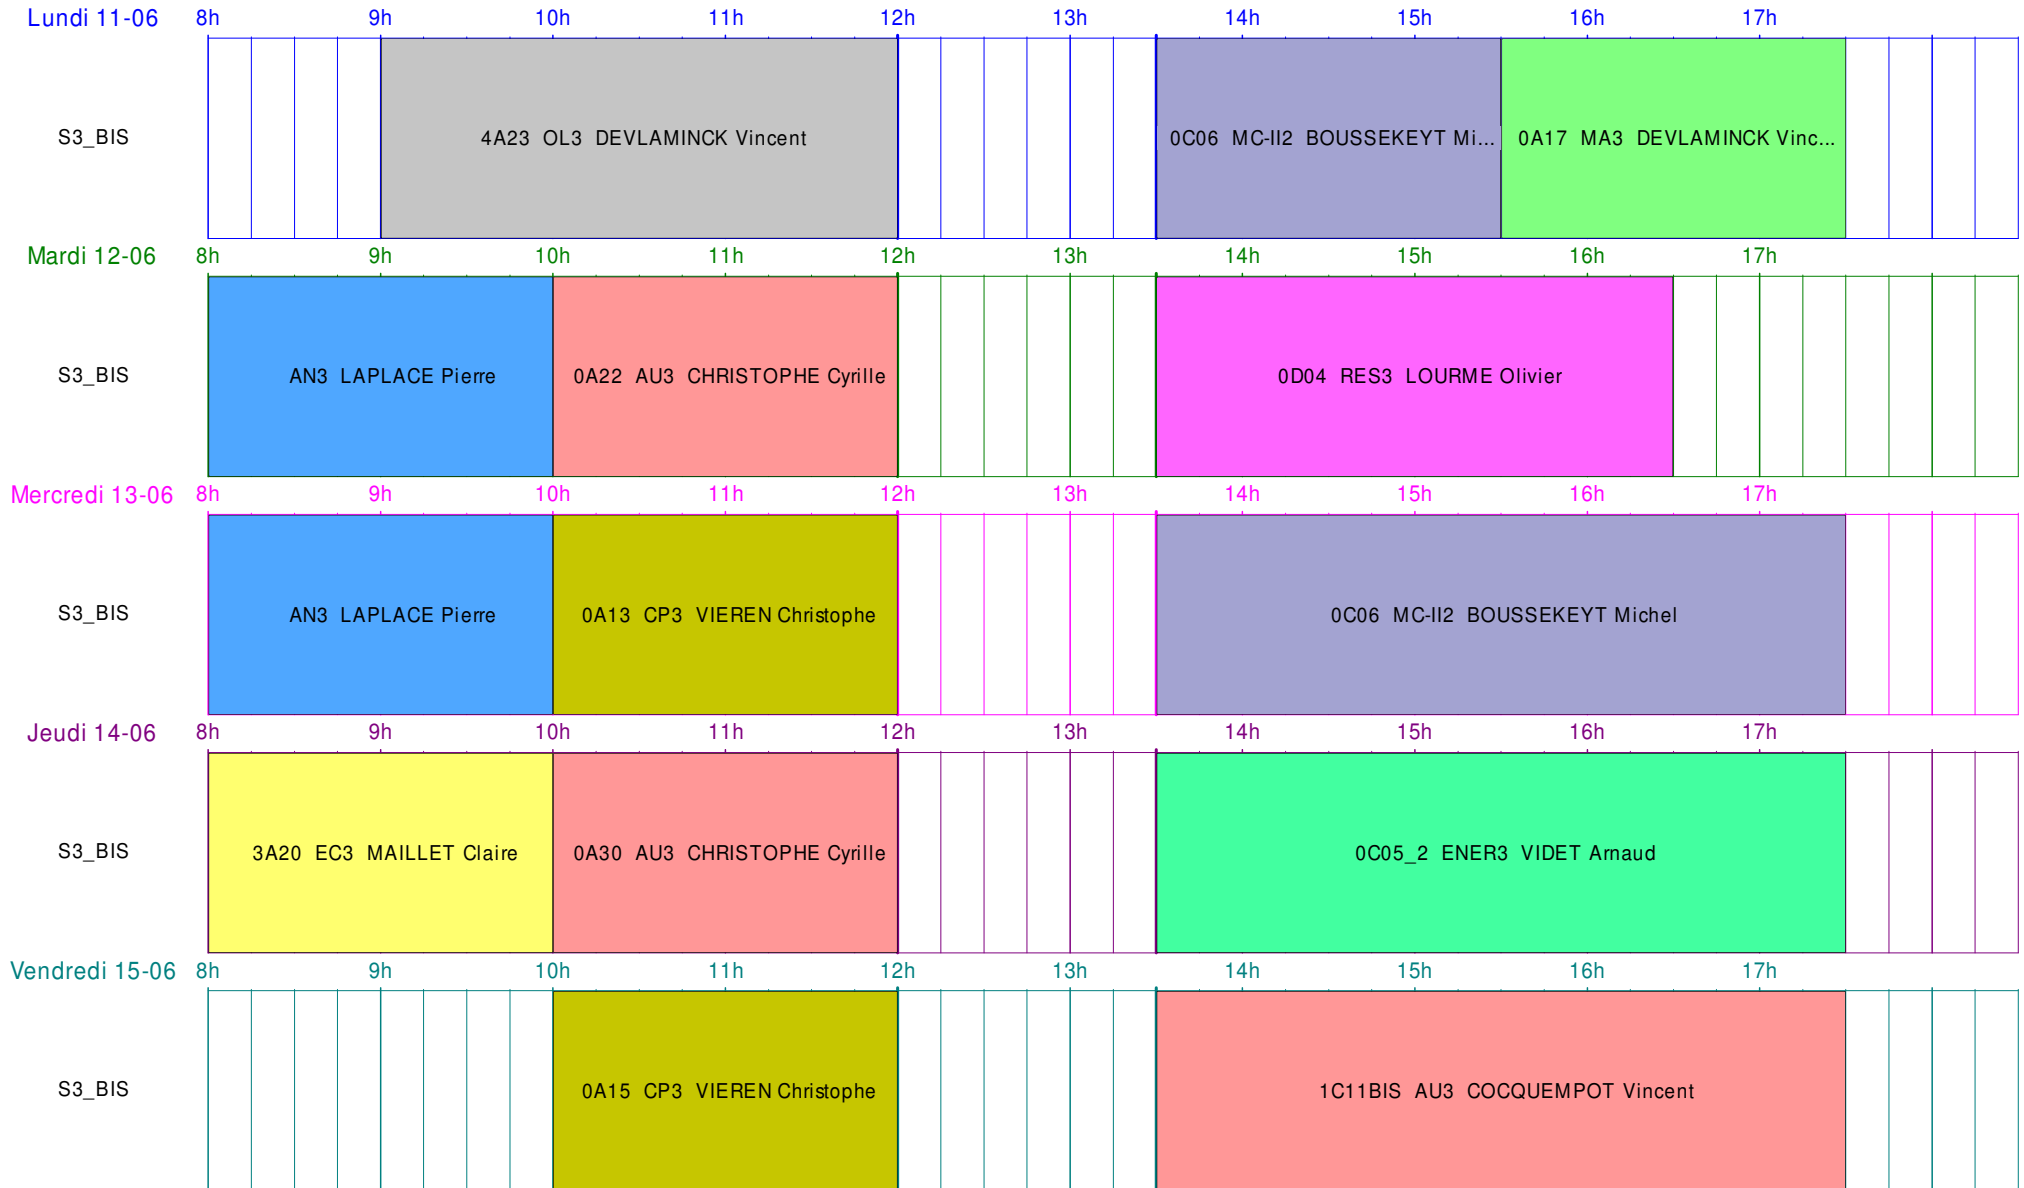 Lundi 11-06 8h 9h 10h 11h 12h 13h 14h 15h 16h 17h
S3_BIS 4A23 OL3 DEVLAMINCK Vincent 0C06 MC-II2 BOUSSEKEYT Mi... 0A17 MA3 DEVLAMINCK Vinc...
Mardi 12-06 8h 9h 10h 11h 12h 13h 14h 15h 16h 17h
S3_BIS AN3 LAPLACE Pierre 0A22 AU3 CHRISTOPHE Cyrille 0D04 RES3 LOURME Olivier
Mercredi 13-06 8h 9h 10h 11h 12h 13h 14h 15h 16h 17h
S3_BIS AN3 LAPLACE Pierre 0A13 CP3 VIEREN Christophe 0C06 MC-II2 BOUSSEKEYT Michel
Jeudi 14-06 8h 9h 10h 11h 12h 13h 14h 15h 16h 17h
S3_BIS 3A20 EC3 MAILLET Claire 0A30 AU3 CHRISTOPHE Cyrille 0C05_2 ENER3 VIDET Arnaud
Vendredi 15-06 8h 9h 10h 11h 12h 13h 14h 15h 16h 17h
S3_BIS 0A15 CP3 VIEREN Christophe 1C11BIS AU3 COCQUEMPOT Vincent